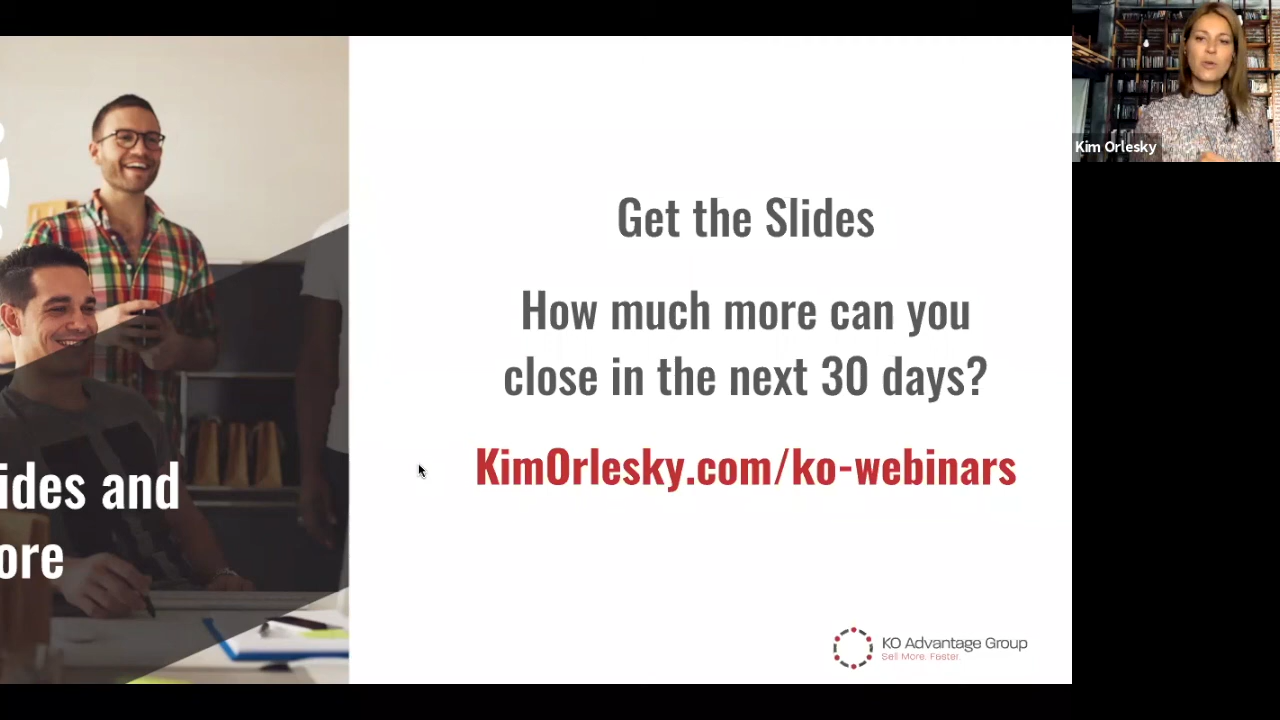 Kim Orlesky
Get the Slides
How much more can you
close in the next 30 days?
KimOrlesky.com/ko-webinars
ides and
ore
KO Advantage Group
Sell More. Faster.